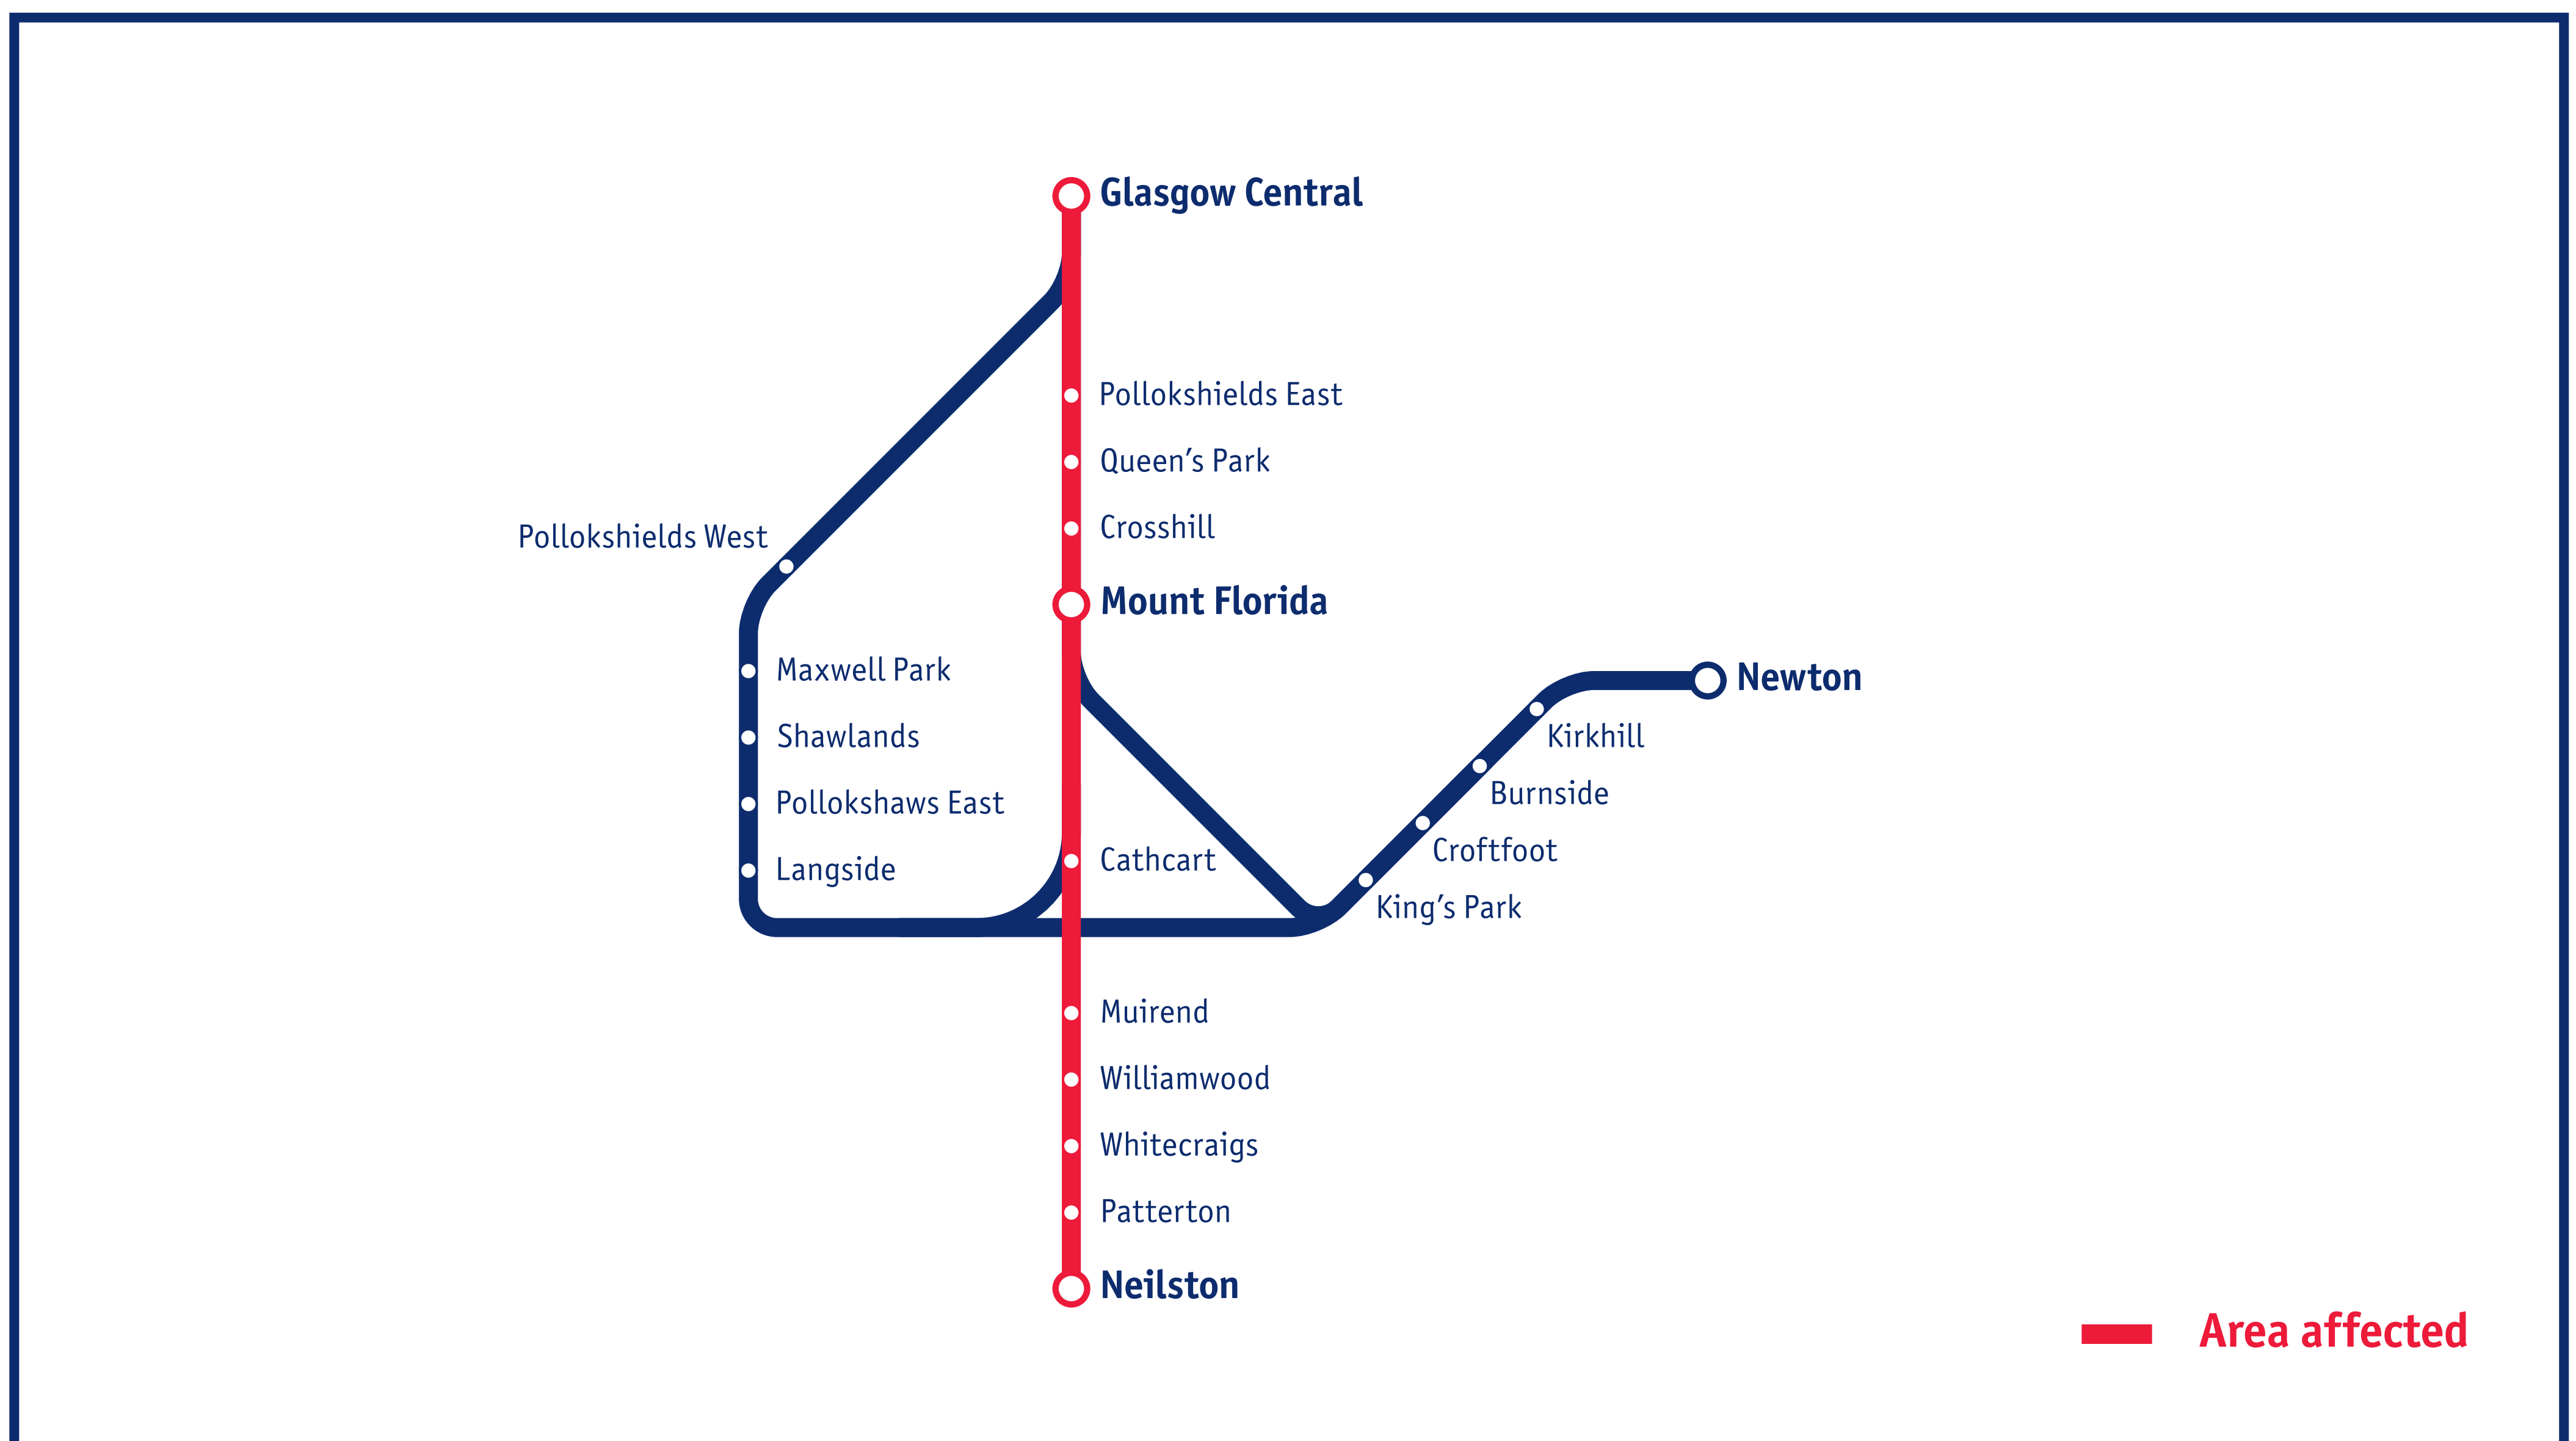 Glasgow Central
Pollokshields East
Queen’s Park
Crosshill
Pollokshields West
Mount Florida
Maxwell Park
Newton
Shawlands
Kirkhill
Burnside
Pollokshaws East
Croftfoot
Cathcart
Langside
King’s Park
Muirend
Williamwood
Whitecraigs
Patterton
Neilston
Area affected